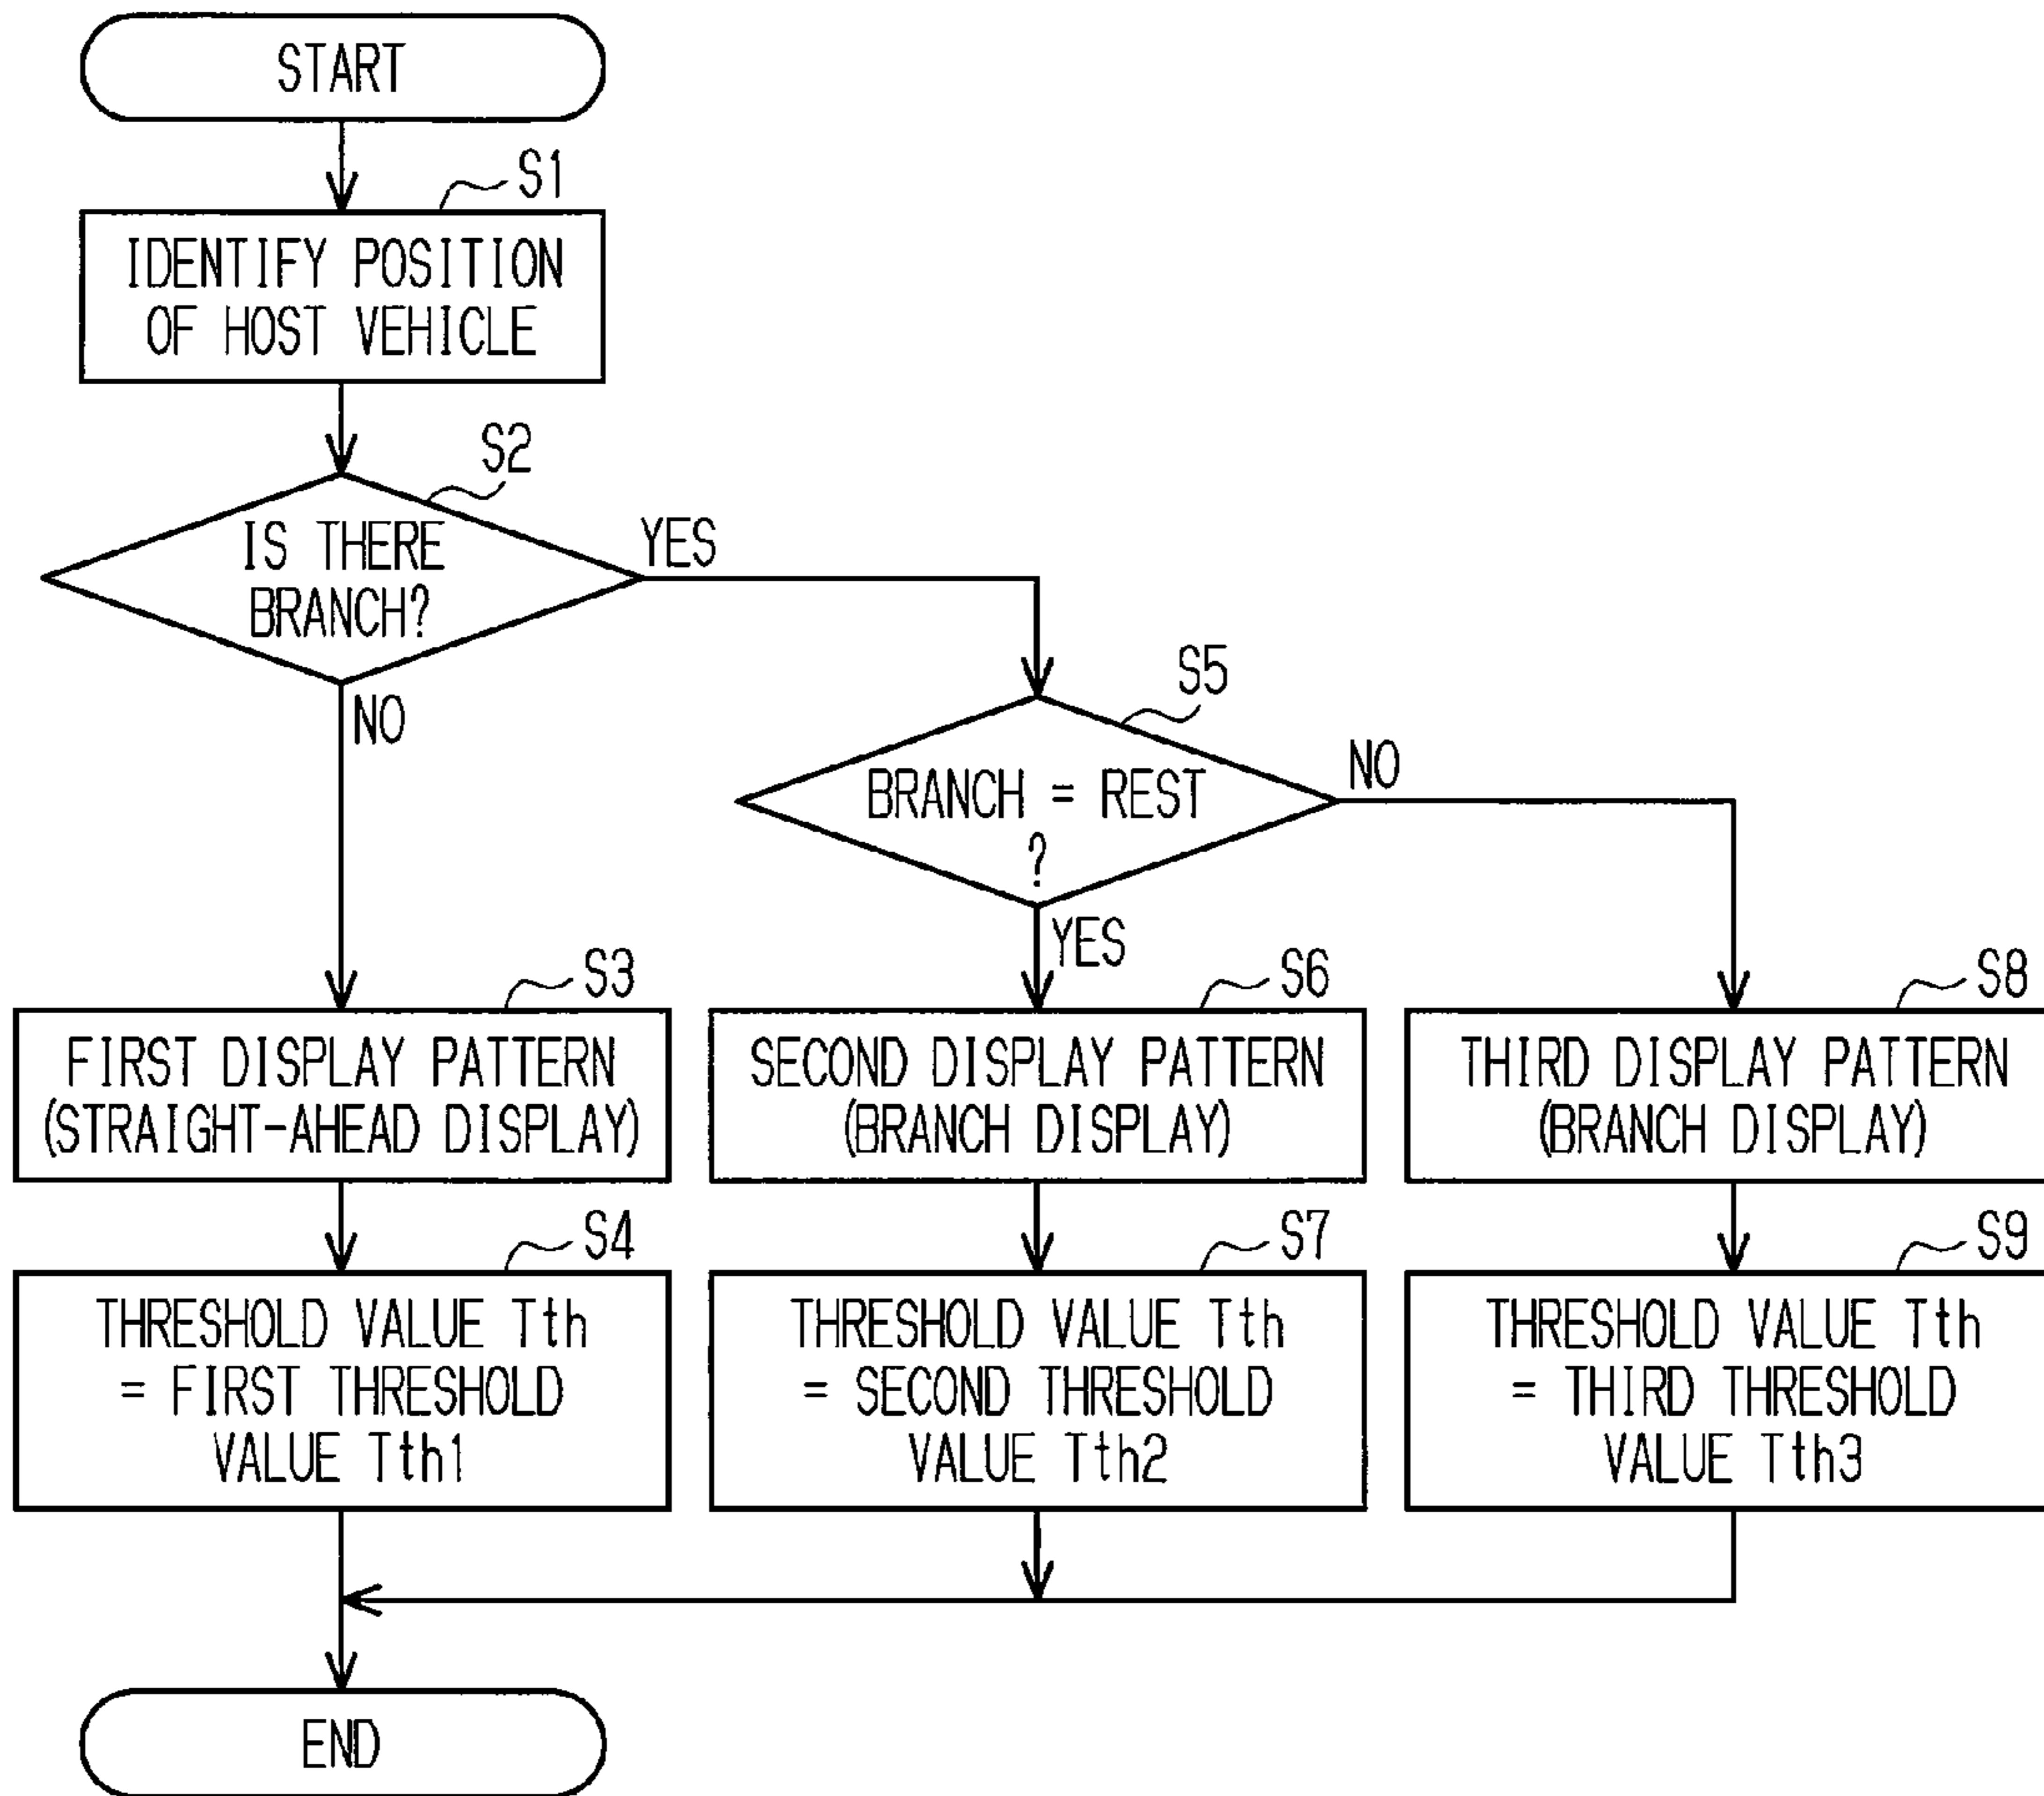 START
S1
IDENTIFY POSITION
OF HOST VEHICLE
S2
IS THERE
BRANCH?
YES
NO
S5
BRANCH = REST
?
NO
YES
S3
FIRST DISPLAY PATTERN
(STRAIGHT-AHEAD DISPLAY)
S6
SECOND DISPLAY PATTERN
(BRANCH DISPLAY)
S8
THIRD DISPLAY PATTERN
(BRANCH DISPLAY)
S4
THRESHOLD VALUE Tth
= FIRST THRESHOLD
VALUE Tth1
S7
THRESHOLD VALUE Tth
= SECOND THRESHOLD
VALUE Tth2
S9
THRESHOLD VALUE Tth
= THIRD THRESHOLD
VALUE Tth3
END